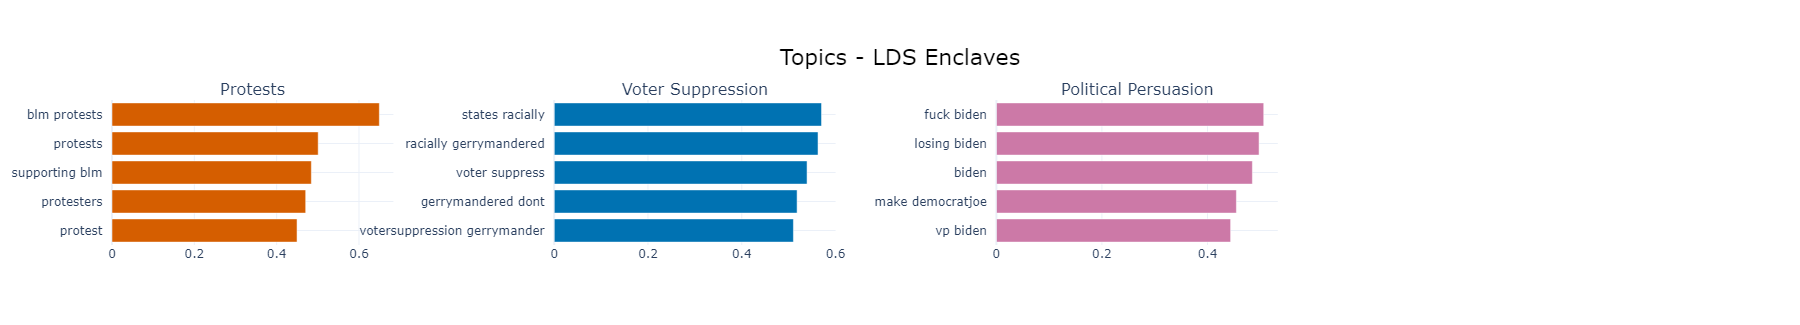 Topics - LDS Enclaves
Protests
blm protests
protests
supporting blm
protesters
protest
0 0.2 0.4 0.6
Voter Suppression
states racially
racially gerrymandered
voter suppress
gerrymandered dont
votersuppression gerrymander
0 0.2 0.4 0.6
Political Persuasion
fuck biden
losing biden
biden
make democratjoe
vp biden
0 0.2 0.4